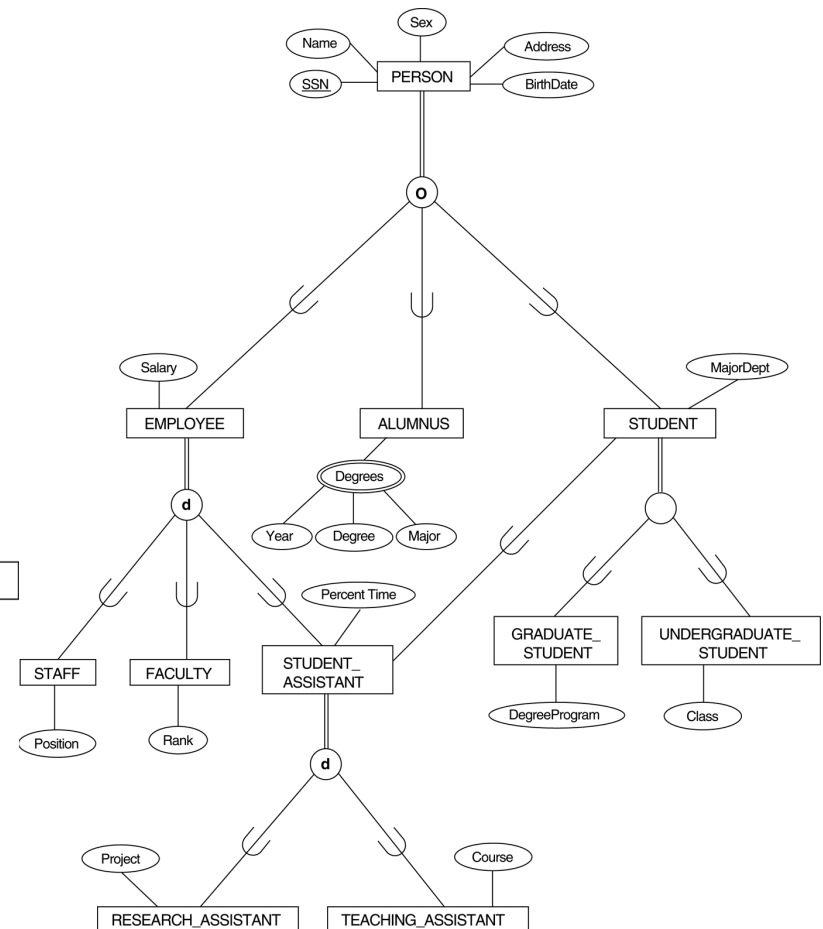 Sex
Name
Address
PERSON
SSN
BirthDate
O
Salary
MajorDept
EMPLOYEE
ALUMNUS
STUDENT
Degrees
d
Year
Degree
Major
Percent Time
GRADUATE_
STUDENT
UNDERGRADUATE_
STUDENT
STAFF
FACULTY
STUDENT_
ASSISTANT
DegreeProgram
Class
Position
Rank
d
Project
Course
RESEARCH_ASSISTANT
TEACHING_ASSISTANT